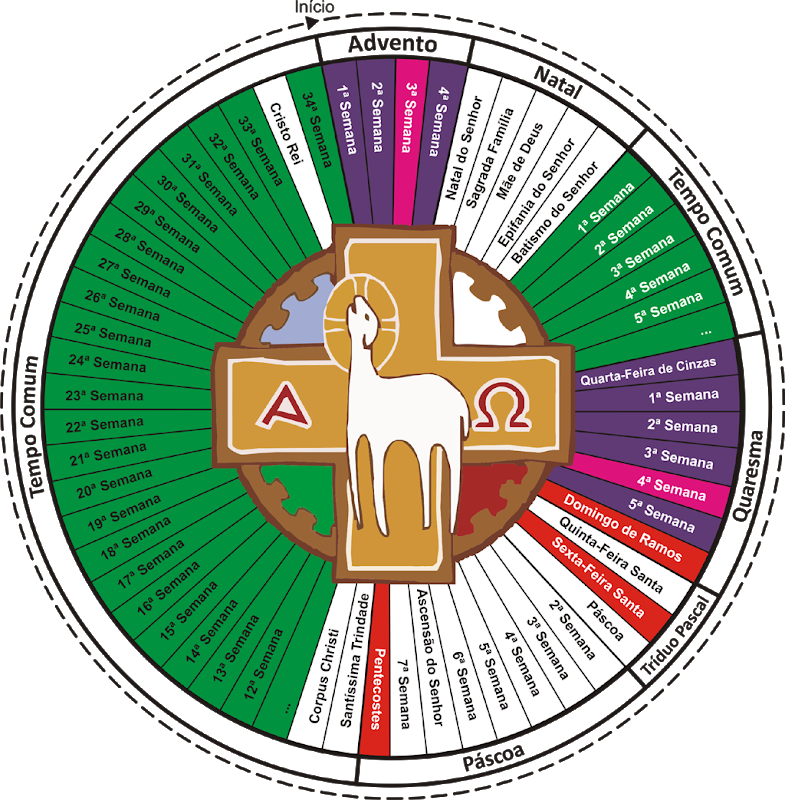 Início
Advento
1ª Semana
2ª Semana
3ª Semana
4ª Semana
Natal
Natal do Senhor
Sagrada Família
Mãe de Deus
Epifania do Senhor
Batismo do Senhor
Tempo Comum
1ª Semana
2ª Semana
3ª Semana
4ª Semana
5ª Semana
...
Quaresma
Quarta-Feira de Cinzas
1ª Semana
2ª Semana
3ª Semana
4ª Semana
5ª Semana
Domingo de Ramos
Tríduo Pascal
Quinta-Feira Santa
Sexta-Feira Santa
Páscoa
Páscoa
2ª Semana
3ª Semana
4ª Semana
5ª Semana
6ª Semana
Ascensão do Senhor
7ª Semana
Pentecostes
Tempo Comum
Santíssima Trindade
Corpus Christi
...
12ª Semana
13ª Semana
14ª Semana
15ª Semana
16ª Semana
17ª Semana
18ª Semana
19ª Semana
20ª Semana
21ª Semana
22ª Semana
23ª Semana
24ª Semana
25ª Semana
26ª Semana
27ª Semana
28ª Semana
29ª Semana
30ª Semana
31ª Semana
32ª Semana
33ª Semana
Cristo Rei
34ª Semana
Α
Ω